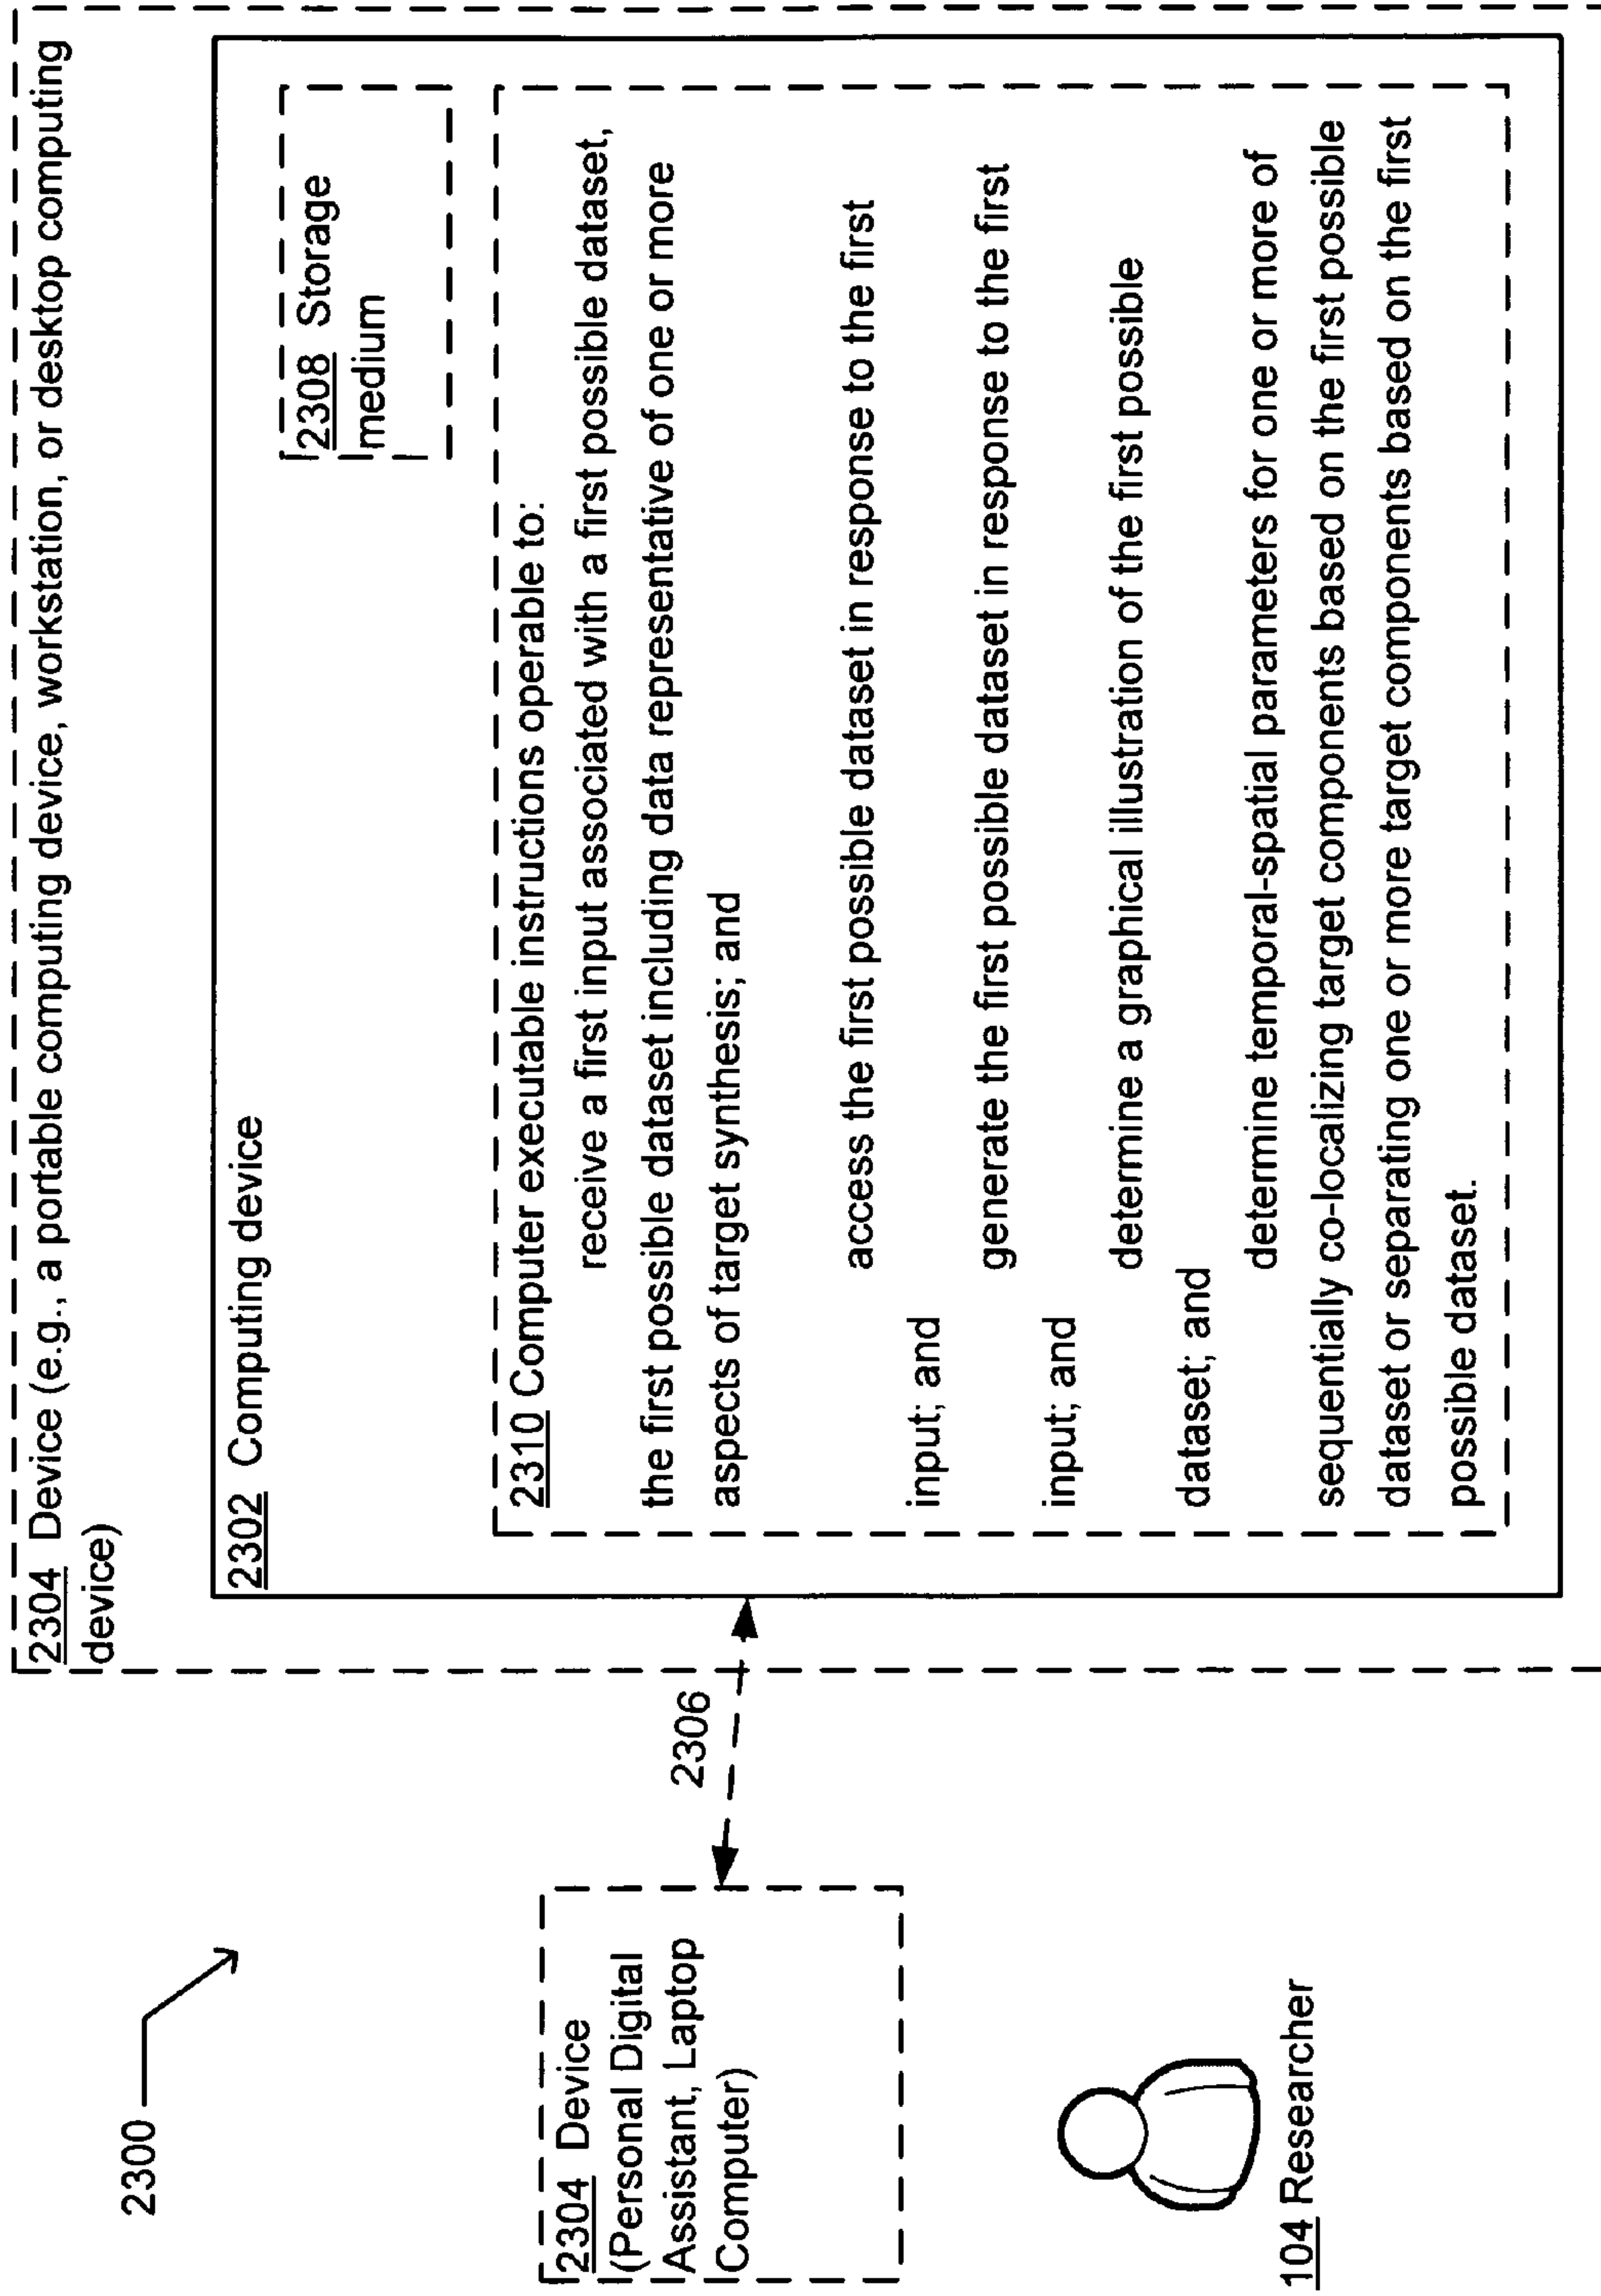 2300
2304 Device (e.g., a portable computing device, workstation, or desktop computing
device)
2302 Computing device
2308 Storage
medium
2310 Computer executable instructions operable to:
receive a first input associated with a first possible dataset,
the first possible dataset including data representative of one or more
aspects of target synthesis; and
access the first possible dataset in response to the first
input; and
generate the first possible dataset in response to the first
input; and
determine a graphical illustration of the first possible
dataset; and
determine temporal-spatial parameters for one or more of
sequentially co-localizing target components based on the first possible
dataset or separating one or more target components based on the first
possible dataset.
2306
2304 Device
(Personal Digital
Assistant, Laptop
Computer)
104 Researcher